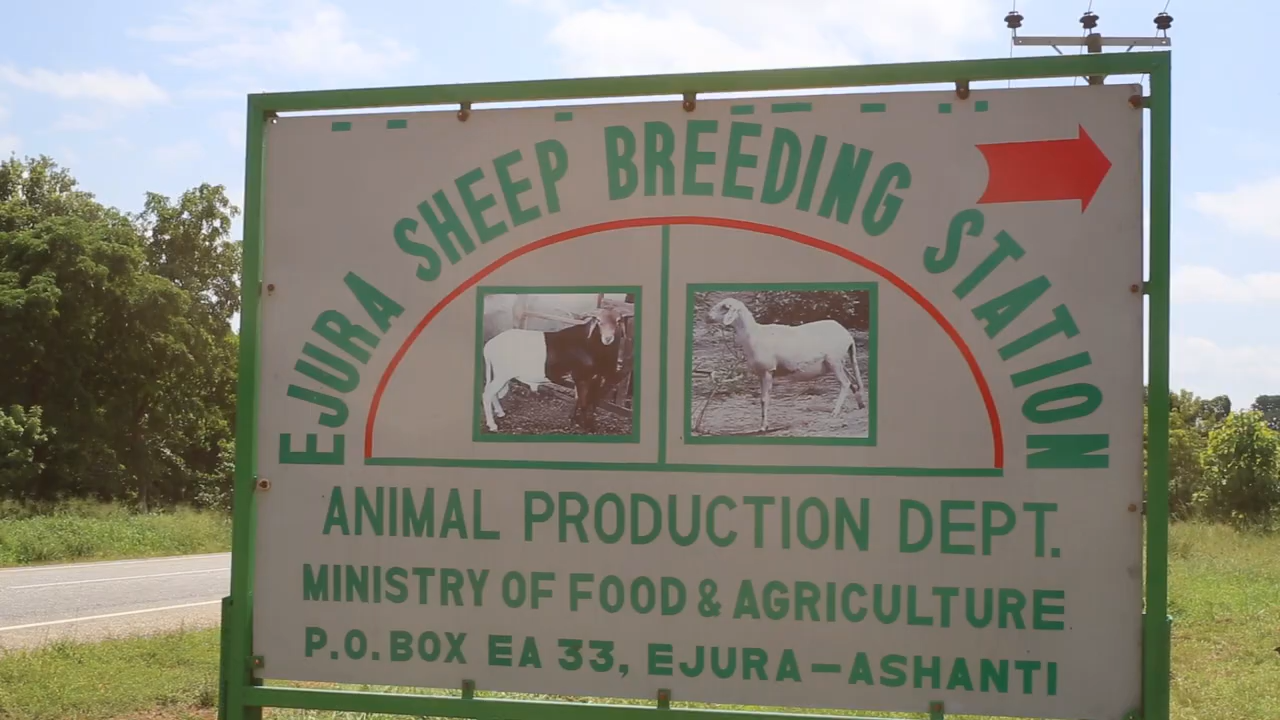 EJURA SHEEP BREEDING STATION
ANIMAL PRODUCTION DEPT.
MINISTRY OF FOOD & AGRICULTURE
P.O. BOX EA 33, EJURA-ASHANTI